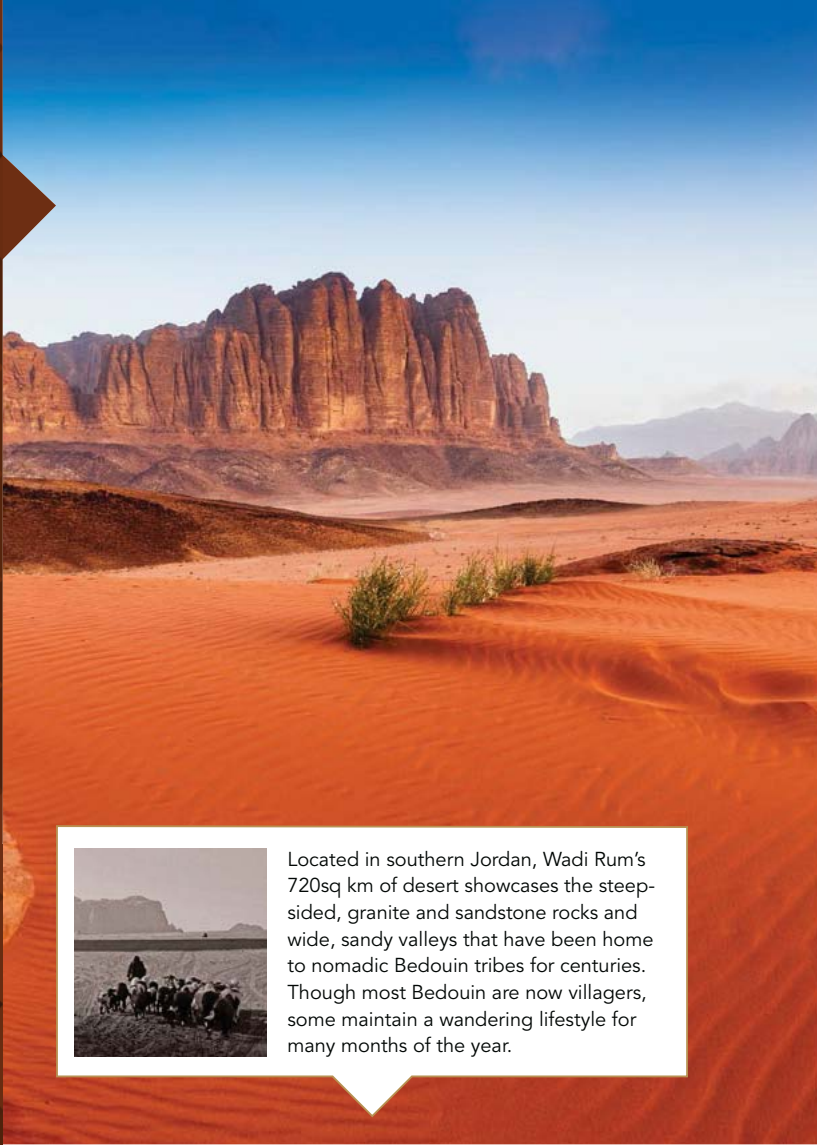 Located in southern Jordan, Wadi Rum’s
720sq km of desert showcases the steep-
sided, granite and sandstone rocks and
wide, sandy valleys that have been home
to nomadic Bedouin tribes for centuries.
Though most Bedouin are now villagers,
some maintain a wandering lifestyle for
many months of the year.